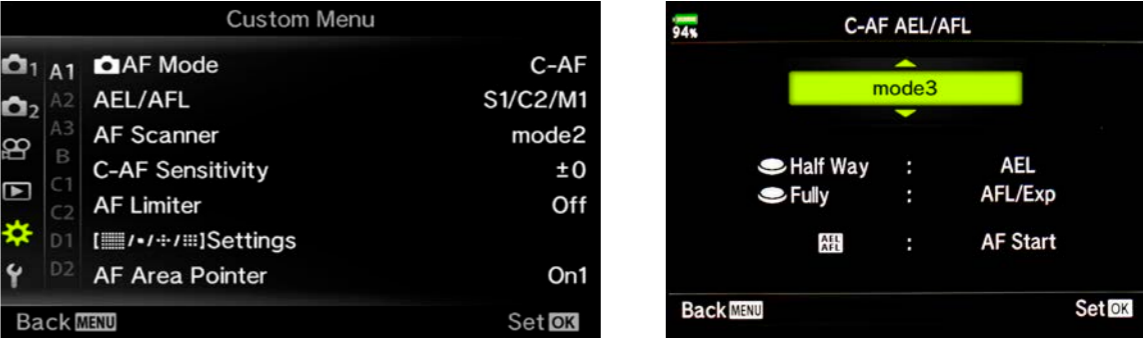 Custom Menu
1 A1 AF Mode C-AF
A2 AEL/AFL S1/C2/M1
2 A3 AF Scanner mode2
B C-AF Sensitivity ±0
C1 AF Limiter Off
C2
D1 [ / / / ]Settings
D2 AF Area Pointer On1
Back MENU Set OK
94%
C-AF AEL/AFL
mode3
Half Way : AEL
Fully : AFL/Exp
AEL AFL : AF Start
Back MENU Set OK